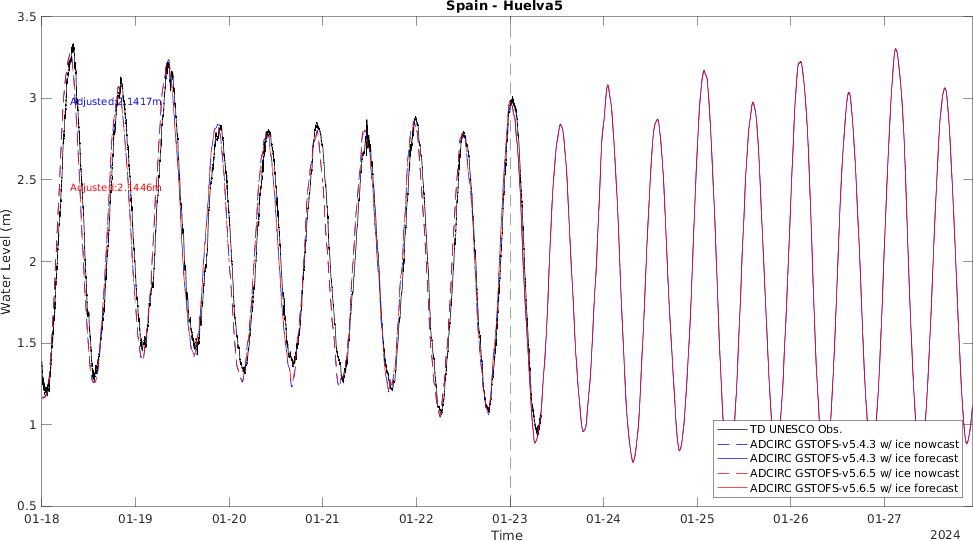 Spain - Huelva5
3.5
3
2.5
2
1.5
1
0.5
Water Level (m)
Adjusted:2.1417m
Adjusted:2.1446m
TD UNESCO Obs.
ADCIRC GSTOFS-v5.4.3 w/ ice nowcast
ADCIRC GSTOFS-v5.4.3 w/ ice forecast
ADCIRC GSTOFS-v5.6.5 w/ ice nowcast
ADCIRC GSTOFS-v5.6.5 w/ ice forecast
01-18 01-19 01-20 01-21 01-22 01-23 01-24 01-25 01-26 01-27
Time
2024